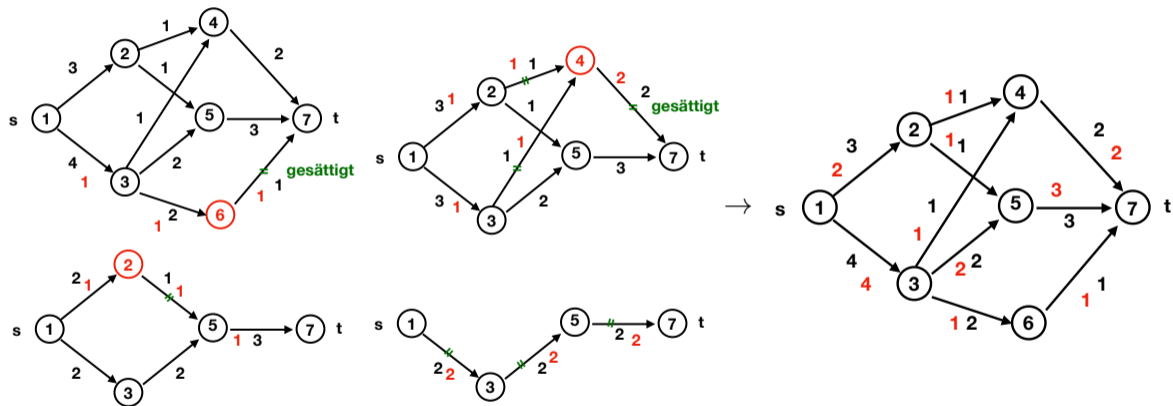 1 4 2
3 2 1
s 1 1 5 3 7 t
4 3 2 gesättigt
1 2 6 1 1
1
1 1 4 2 2
3 1 2 1 gesättigt
s 1 1 1 5 3 7 t
3 1 3 2
2 1 2 1 1
s 1 5 1 3 7 t
2 3 2
s 1 5 2 2 7 t
2 2 3 2 2
→
1 1 4 2 2
3 2 2 1 1
s 1 1 5 3 3 7 t
4 4 1 3 2 2
1 2 6 1 1